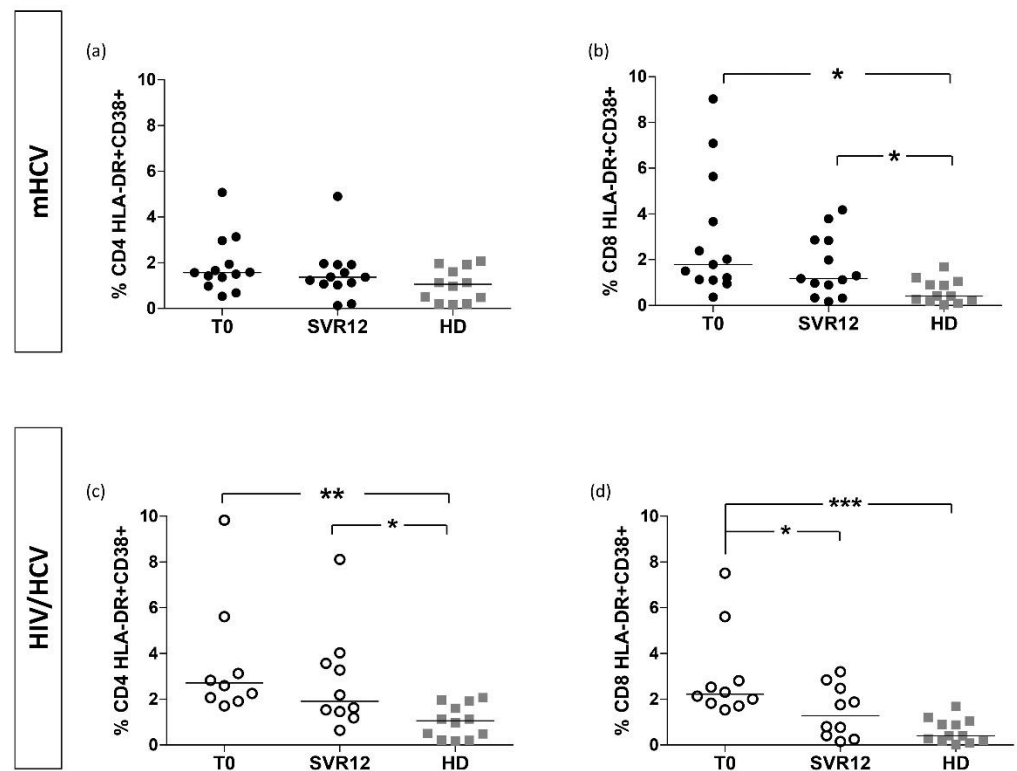 mHCV
(a)
% CD4 HLA-DR+CD38+
10
8
6
4
2
0
T0 SVR12 HD
(b)
% CD8 HLA-DR+CD38+
10
8
6
4
2
0
*
*
T0 SVR12 HD
HIV/HCV
(c)
% CD4 HLA-DR+CD38+
10
8
6
4
2
0
**
*
T0 SVR12 HD
(d)
% CD8 HLA-DR+CD38+
10
8
6
4
2
0
***
*
T0 SVR12 HD